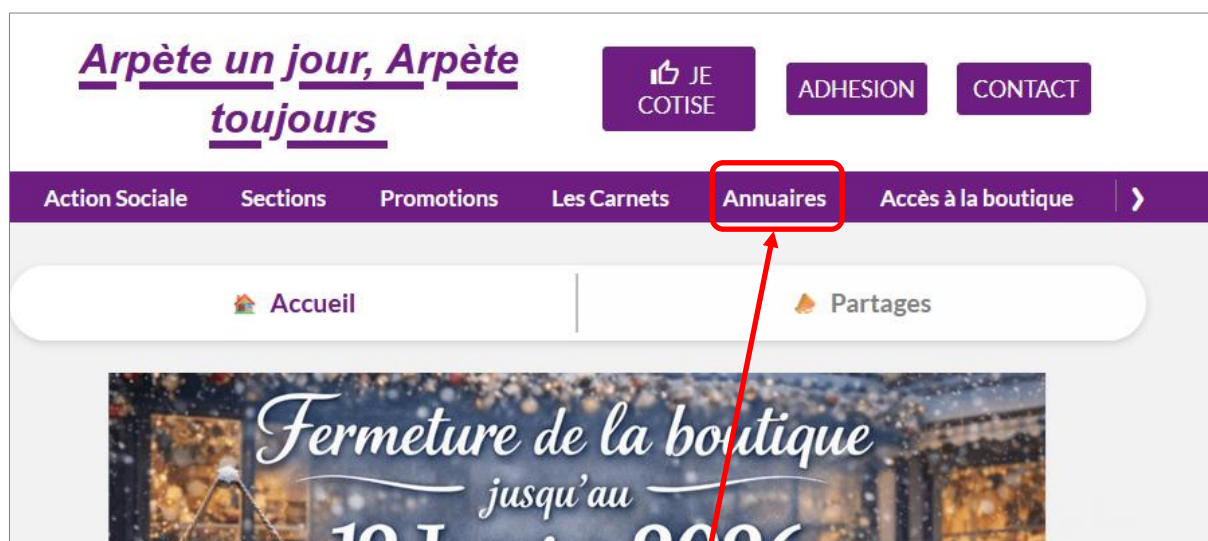 Arpète un jour, Arpète
toujours
JE
COTISE
ADHESION
CONTACT
Action Sociale Sections Promotions Les Carnets Annuaires Accès à la boutique ❯
Accueil
Partages
Fermeture de la boutique
jusqu'au